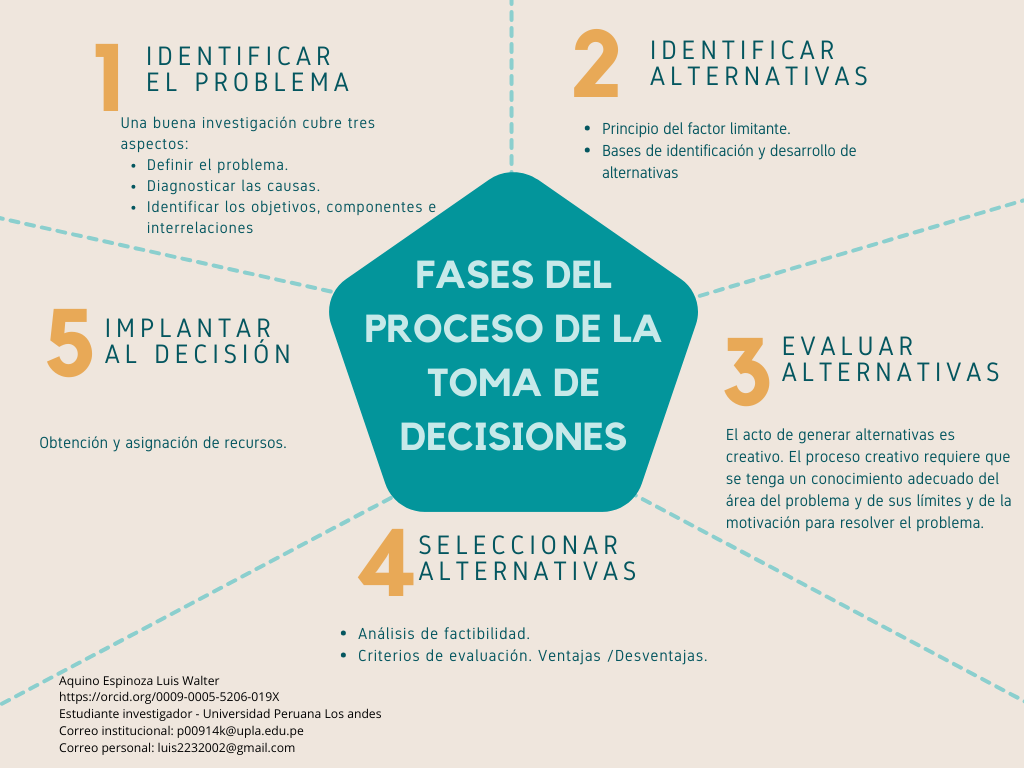 1
IDENTIFICAR
EL PROBLEMA
Una buena investigación cubre tres
aspectos:
• Definir el problema.
• Diagnosticar las causas.
• Identificar los objetivos, componentes e
interrelaciones
2
IDENTIFICAR
ALTERNATIVAS
• Principio del factor limitante.
• Bases de identificación y desarrollo de
alternativas
FASES DEL
PROCESO DE LA
TOMA DE
DECISIONES
3
EVALUAR
ALTERNATIVAS
El acto de generar alternativas es
creativo. El proceso creativo requiere que
se tenga un conocimiento adecuado del
área del problema y de sus límites y de la
motivación para resolver el problema.
4
SELECCIONAR
ALTERNATIVAS
• Análisis de factibilidad.
• Criterios de evaluación. Ventajas /Desventajas.
5
IMPLANTAR
AL DECISIÓN
Obtención y asignación de recursos.
Aquino Espinoza Luis Walter
https://orcid.org/0009-0005-5206-019X
Estudiante investigador - Universidad Peruana Los andes
Correo institucional: p00914k@upla.edu.pe
Correo personal: luis2232002@gmail.com